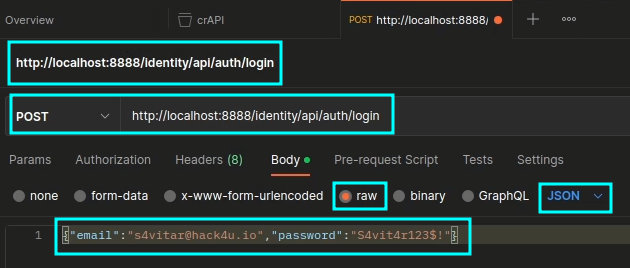 Overview crAPI POST http://localhost:8888/
http://localhost:8888/identity/api/auth/login
POST http://localhost:8888/identity/api/auth/login
Params Authorization Headers (8) Body Pre-request Script Tests Settings
none form-data x-www-form-urlencoded raw binary GraphQL JSON
1 {"email":"s4vitar@hack4u.io","password":"S4vit4r123$!"}